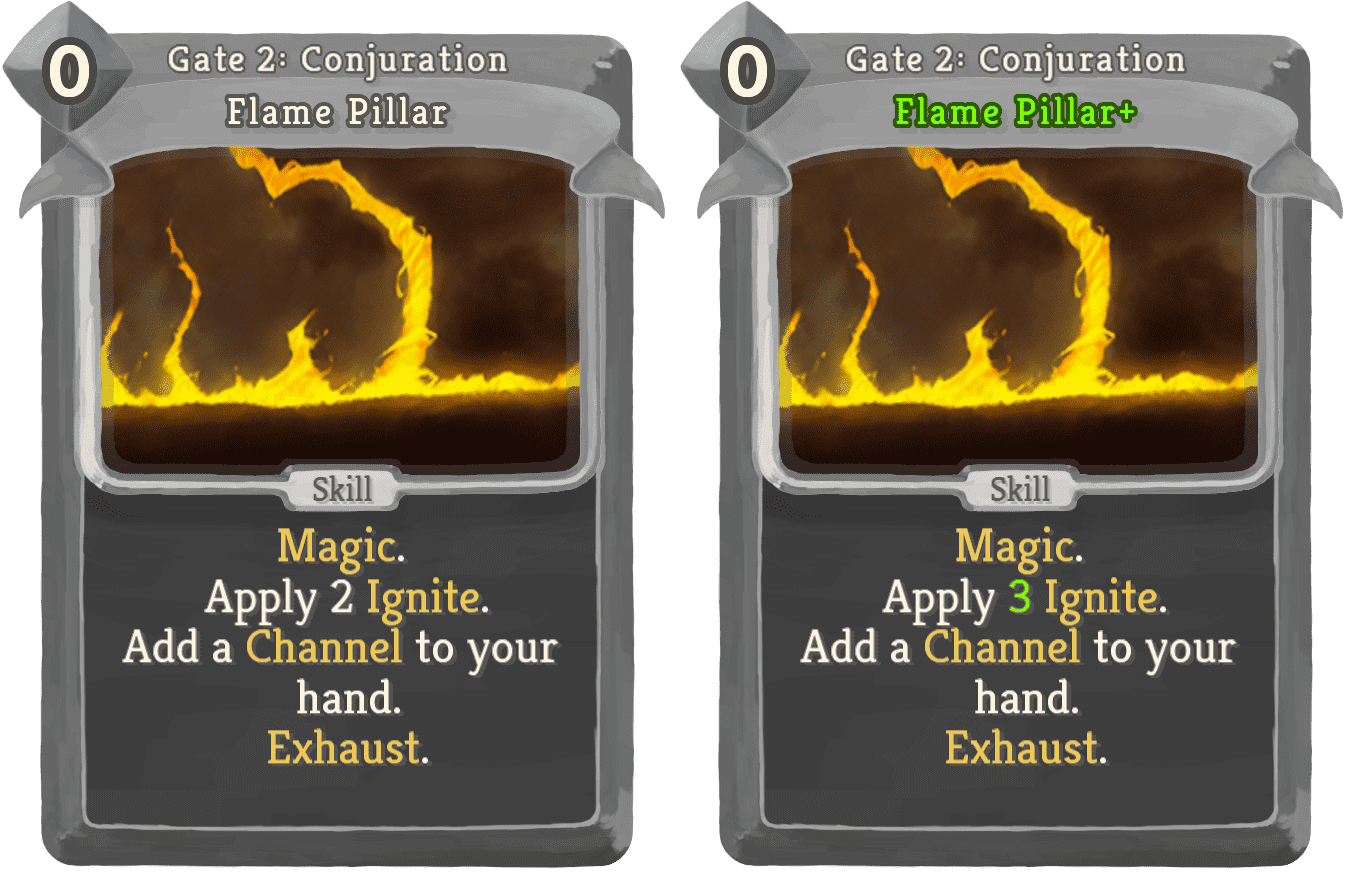 0
Gate 2: Conjuration
Flame Pillar
Skill
Magic.
Apply 2 Ignite.
Add a Channel to your
hand.
Exhaust.
0
Gate 2: Conjuration
Flame Pillar+
Skill
Magic.
Apply 3 Ignite.
Add a Channel to your
hand.
Exhaust.